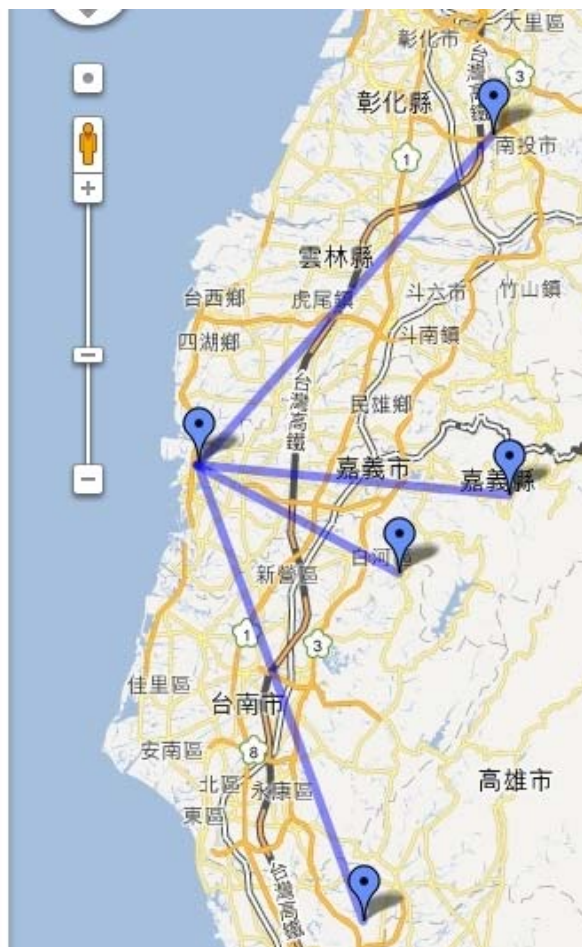 大里區
彰化市
3
台灣高鐵
彰化縣
南投市
1
雲林縣
台西鄉
虎尾鎮
斗六市
竹山鎮
四湖鄉
斗南鎮
台灣高鐵
民雄鄉
嘉義市
嘉義縣
白河區
新營區
1
3
佳里區
台南市
安南區
8
北區
永康區
高雄市
東區
台灣高鐵